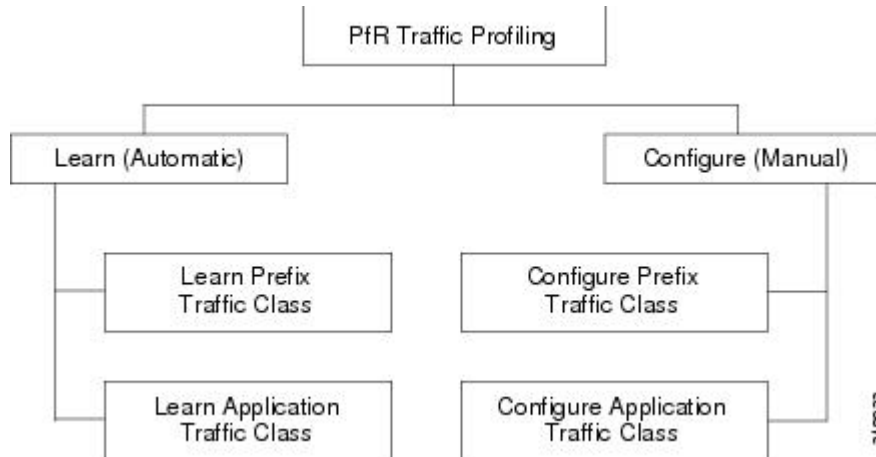 PfR Traffic Profiling
Learn (Automatic)
Configure (Manual)
Learn Prefix
Traffic Class
Configure Prefix
Traffic Class
Learn Application
Traffic Class
Configure Application
Traffic Class